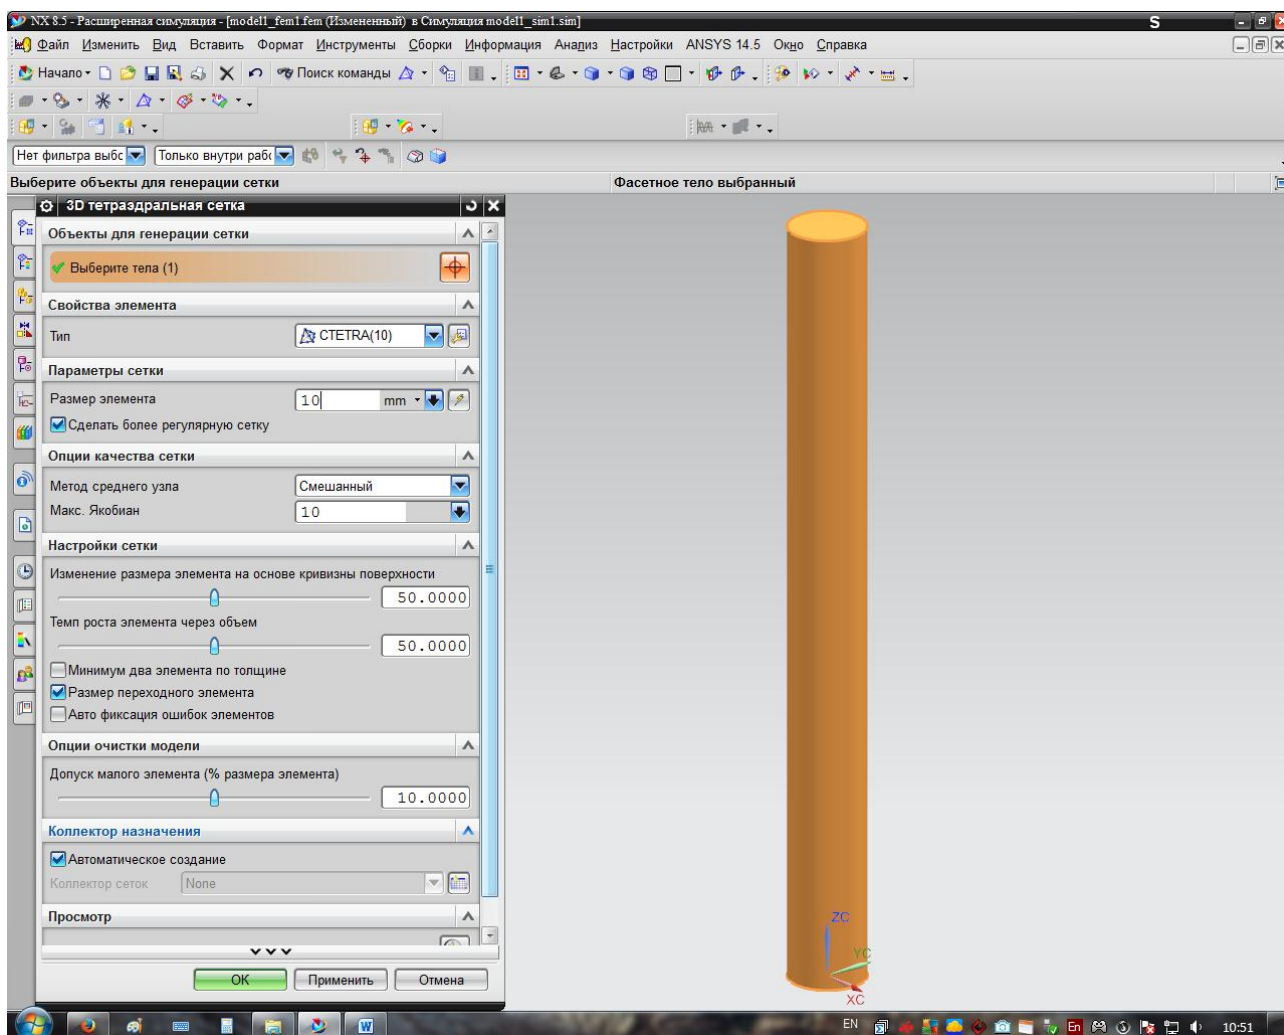 NX 8.5 - Расширенная симуляция - [model1_fem1.fem (Измененный) в Симуляция model1_sim1.sim]
S
Файл Изменить Вид Вставить Формат Инструменты Сборки Информация Анализ Настройки ANSYS 14.5 Окно Справка
Начало Поиск команды
Нет фильтра выбс Только внутри рабо
Выберите объекты для генерации сетки
Фасетное тело выбранный
3D тетраэдральная сетка
Объекты для генерации сетки
Выберите тела (1)
Свойства элемента
Тип CTETRA(10)
Параметры сетки
Размер элемента 10 mm
Сделать более регулярную сетку
Опции качества сетки
Метод среднего узла Смешанный
Макс. Якобиан 10
Настройки сетки
Изменение размера элемента на основе кривизны поверхности
50.0000
Темп роста элемента через объем
50.0000
Минимум два элемента по толщине
Размер переходного элемента
Авто фиксация ошибок элементов
Опции очистки модели
Допуск малого элемента (% размера элемента)
10.0000
Коллектор назначения
Автоматическое создание
Коллектор сеток None
Просмотр
OK Применить Отмена
ZC
YC
XC
EN En 10:51